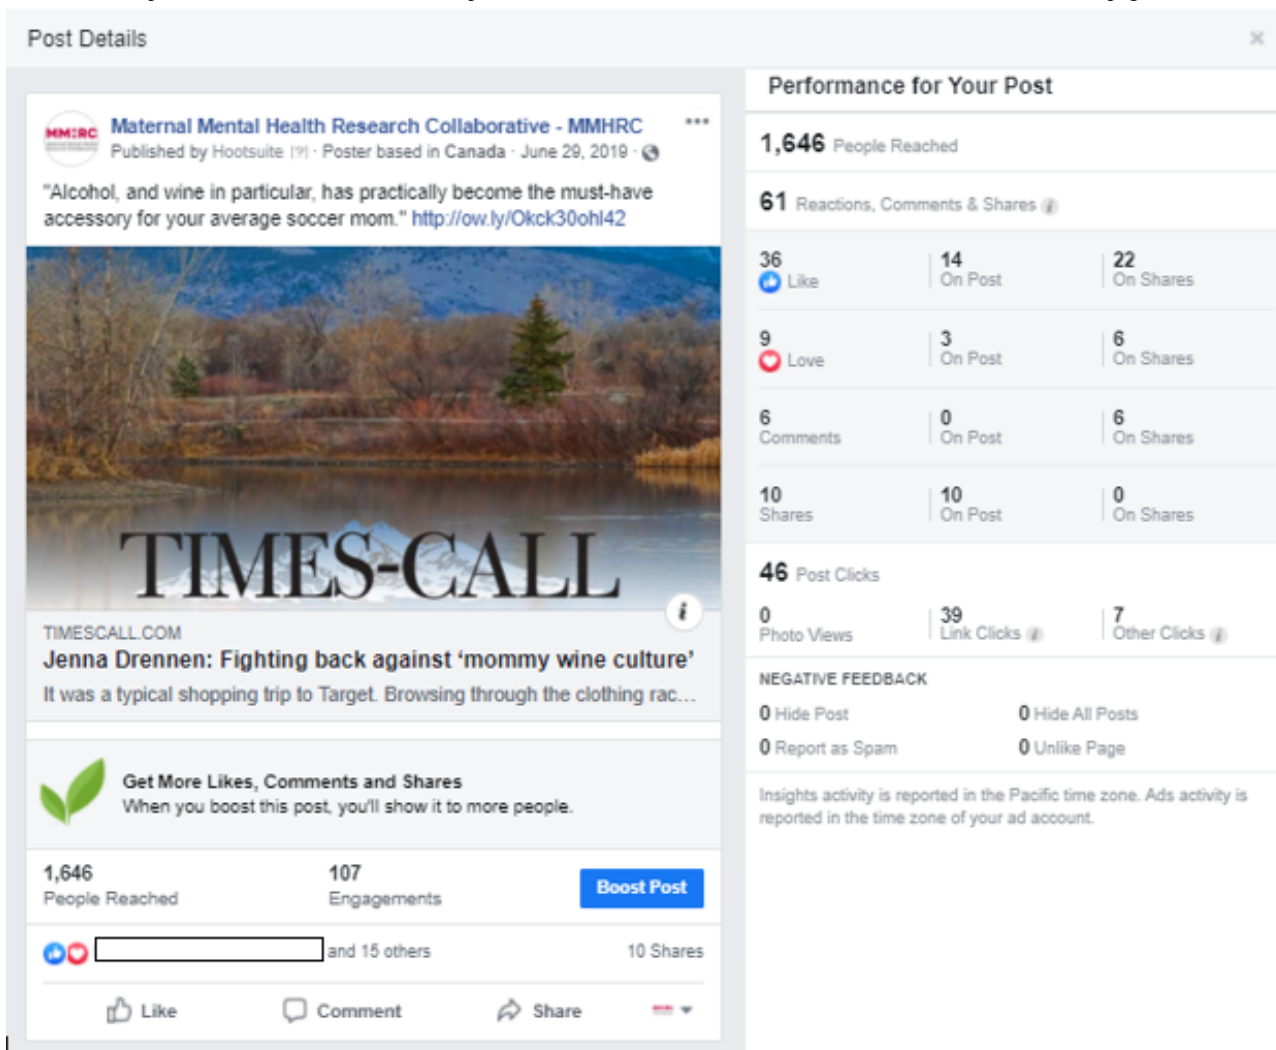 Post Details
×
MMHRC
Maternal Mental Health Research Collaborative - MMHRC
Published by Hootsuite [?] · Poster based in Canada · June 29, 2019 ·
"Alcohol, and wine in particular, has practically become the must-have
accessory for your average soccer mom." http://ow.ly/Okck30ohl42
TIMES-CALL
i
TIMESCALL.COM
Jenna Drennen: Fighting back against ‘mommy wine culture’
It was a typical shopping trip to Target. Browsing through the clothing rac...
Get More Likes, Comments and Shares
When you boost this post, you'll show it to more people.
1,646 107
People Reached Engagements
Boost Post
and 15 others 10 Shares
Like Comment Share
Performance for Your Post
1,646 People Reached
61 Reactions, Comments & Shares i
36 14 22
Like On Post On Shares
9 3 6
Love On Post On Shares
6 0 6
Comments On Post On Shares
10 10 0
Shares On Post On Shares
46 Post Clicks
0 39 7
Photo Views Link Clicks i Other Clicks i
NEGATIVE FEEDBACK
0 Hide Post 0 Hide All Posts
0 Report as Spam 0 Unlike Page
Insights activity is reported in the Pacific time zone. Ads activity is
reported in the time zone of your ad account.